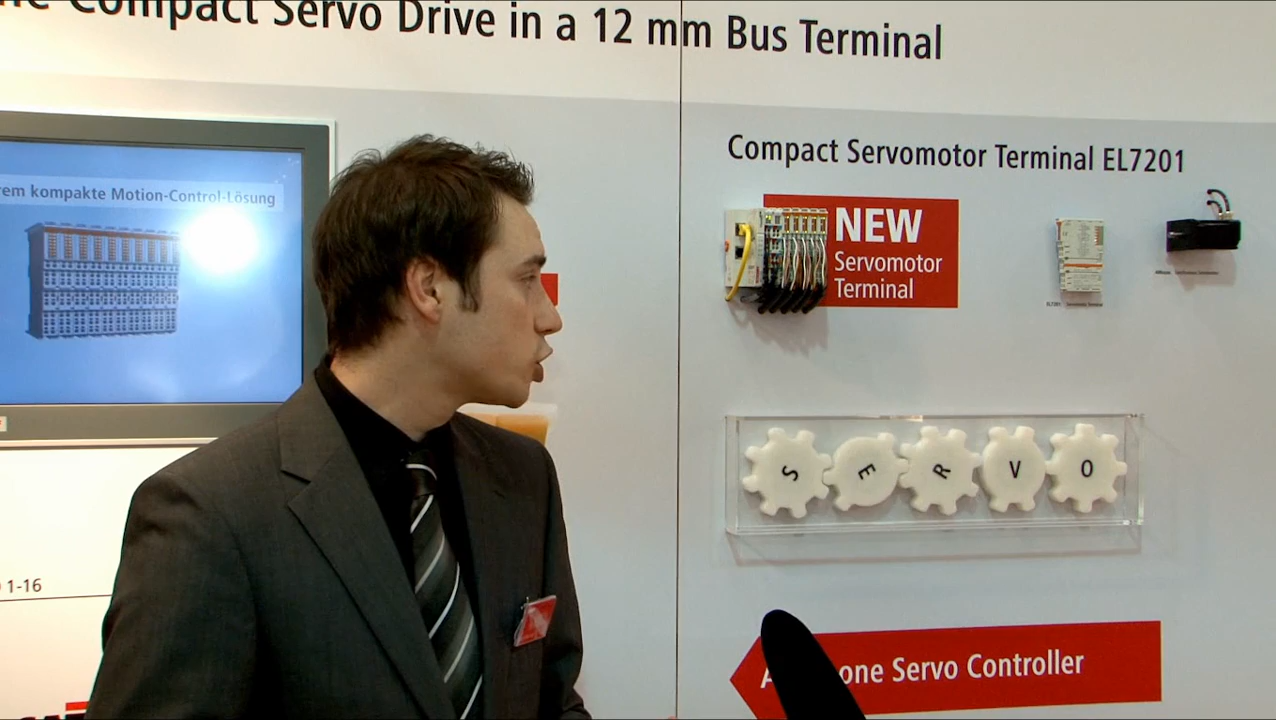 Compact Servo Drive in a 12 mm Bus Terminal
kompakte Motion-Control-Lösung
Compact Servomotor Terminal EL7201
NEW
Servomotor
Terminal
S E R V O
1-16
one Servo Controller